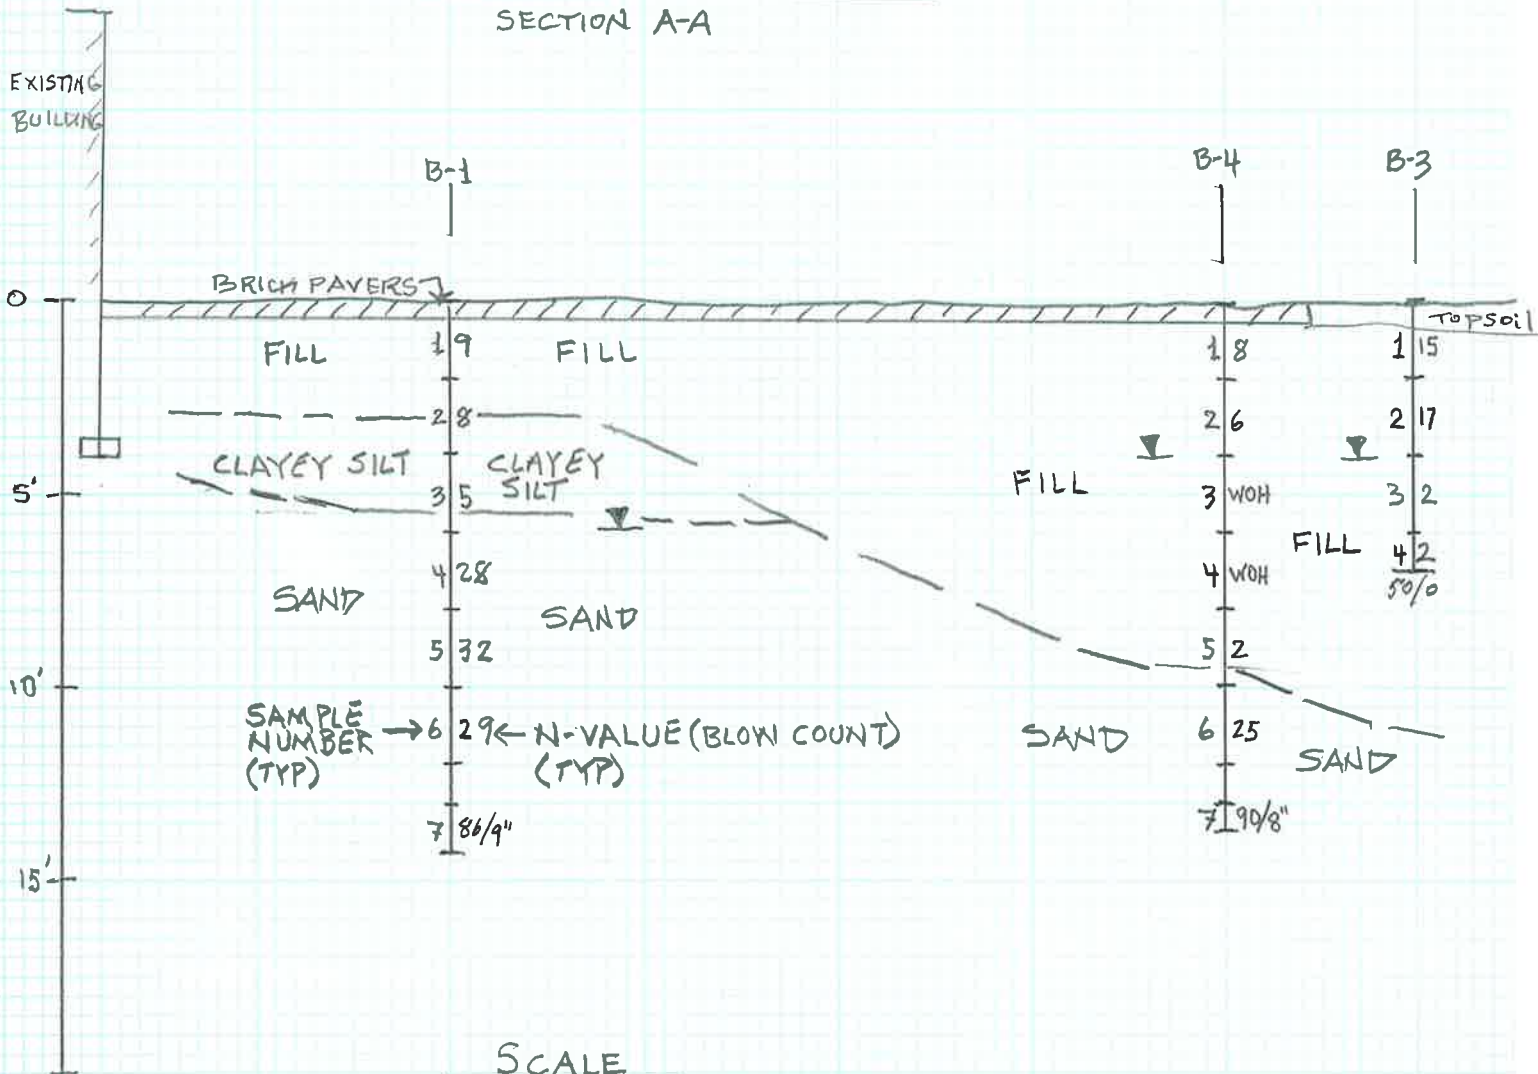 SECTION A-A
EXISTING
BUILDING
B-1
B-4
B-3
BRICK PAVERS
0
TOPSOIL
FILL
1 9
FILL
1 8
1 15
2 8
2 6
2 17
CLAYEY SILT
CLAYEY
SILT
5'
3 5
FILL
3 WOH
3 2
FILL
4 2
50/0
4 28
4 WOH
SAND
SAND
5 32
5 2
10'
SAMPLE
NUMBER
(TYP)
6 29
N-VALUE (BLOW COUNT)
(TYP)
SAND
6 25
SAND
7 86/9"
7 90/8"
15'
SCALE